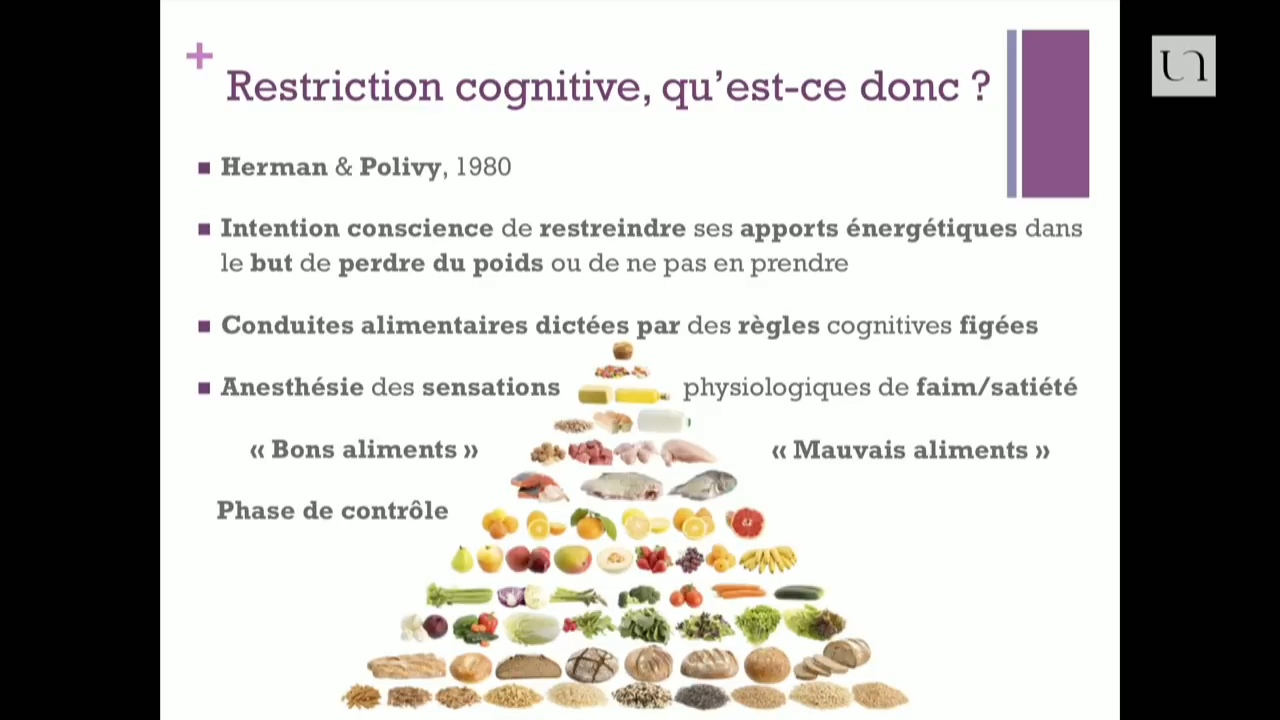 +
Restriction cognitive, qu’est-ce donc ?
Herman & Polivy, 1980
Intention conscience de restreindre ses apports énergétiques dans
le but de perdre du poids ou de ne pas en prendre
Conduites alimentaires dictées par des règles cognitives figées
Anesthésie des sensations physiologiques de faim/satiété
« Bons aliments » « Mauvais aliments »
Phase de contrôle